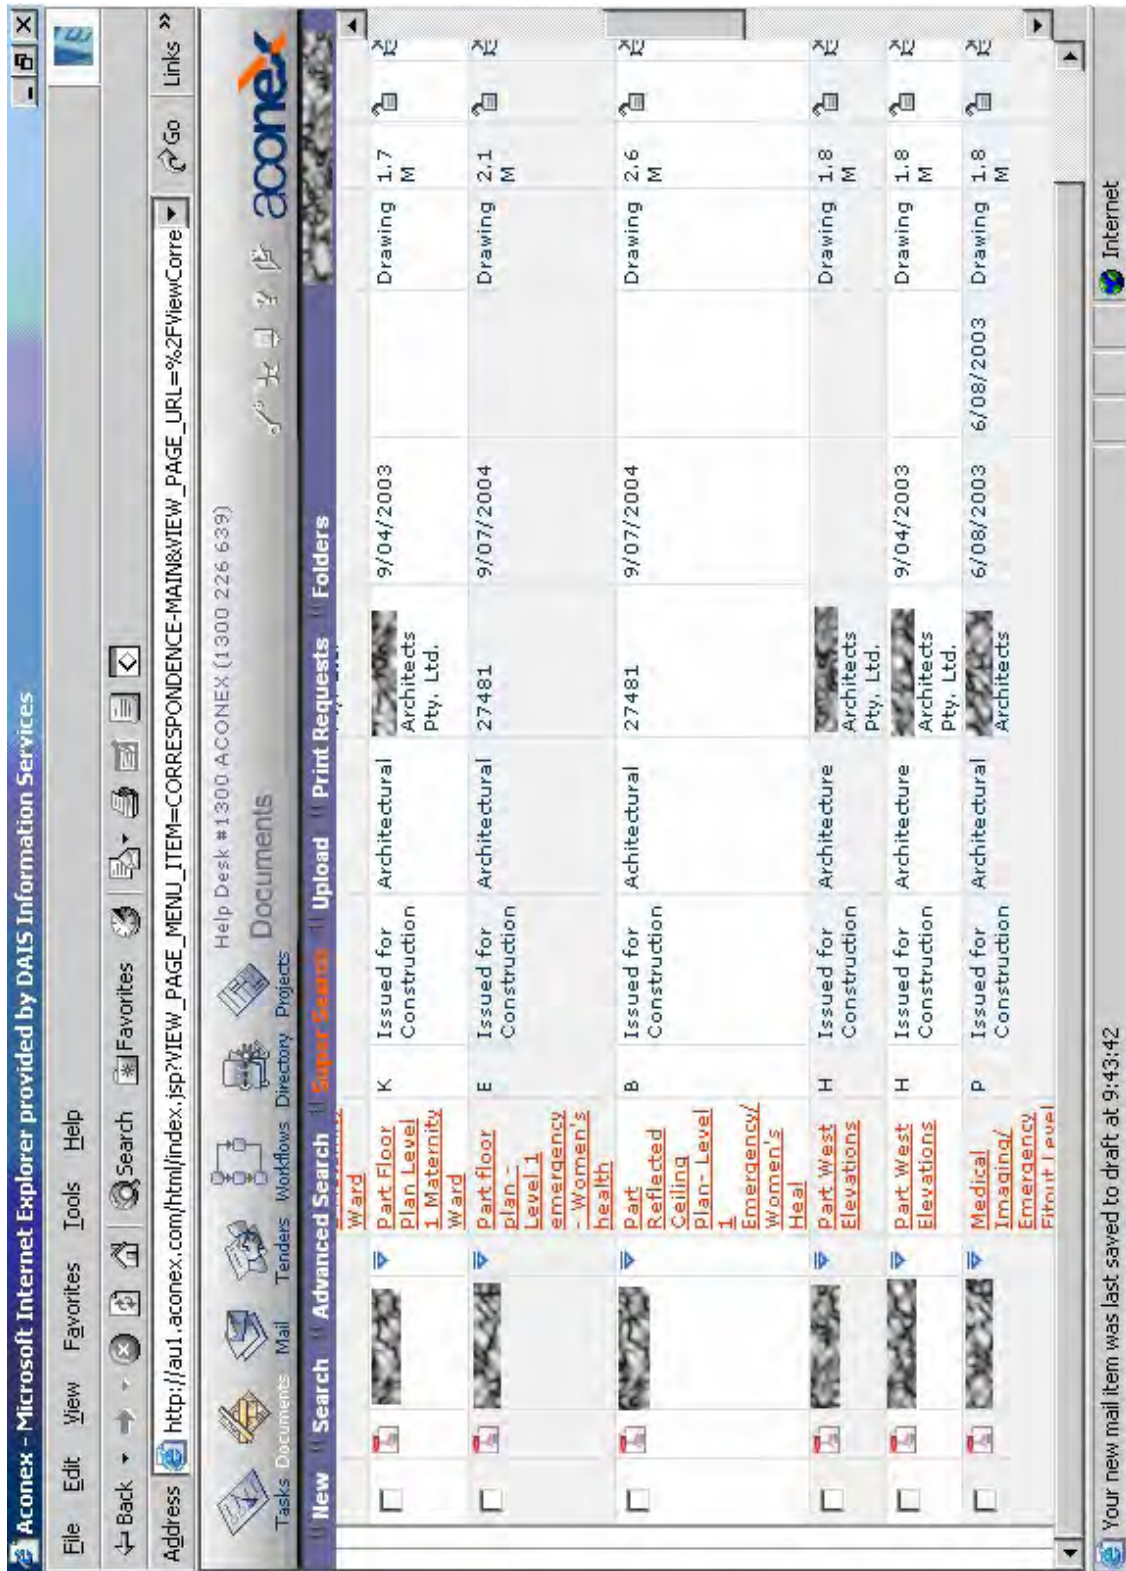 Aconex - Microsoft Internet Explorer provided by DAIS Information Services
File Edit View Favorites Tools Help
Back Search Favorites
Address http://au1.aconex.com/html/index.jsp?VIEW_PAGE_MENU_ITEM=CORRESPONDENCE-MAIN&VIEW_PAGE_URL=%2FViewCorre Go Links »
Help Desk #1300 ACONEX (1300 226 639)
Documents
aconex
Tasks Documents Mail Tenders Workflows Directory Projects
New Search Advanced Search Super Search Upload Print Requests Folders
Ward
Part Floor K Issued for Architectural 9/04/2003 Drawing 1.7
Plan Level Construction Architects M
1 Maternity Pty. Ltd.
Ward
Part floor E Issued for Architectural 27481 9/07/2004 Drawing 2.1
plan - Construction M
Level 1
emergency
- Women's
health
Part B Issued for Achitectural 27481 9/07/2004 Drawing 2.6
Reflected Construction M
Ceiling
Plan- Level
1
Emergency/
Women's
Heal
Part West H Issued for Architecture Drawing 1.8
Elevations Construction Architects M
Pty. Ltd.
Part West H Issued for Architecture 9/04/2003 Drawing 1.8
Elevations Construction Architects M
Pty. Ltd.
Medical P Issued for Architectural 6/08/2003 6/08/2003 Drawing 1.8
Imaging/ Construction Architects M
Emergency
Fitout Level
Your new mail item was last saved to draft at 9:43:42 Internet